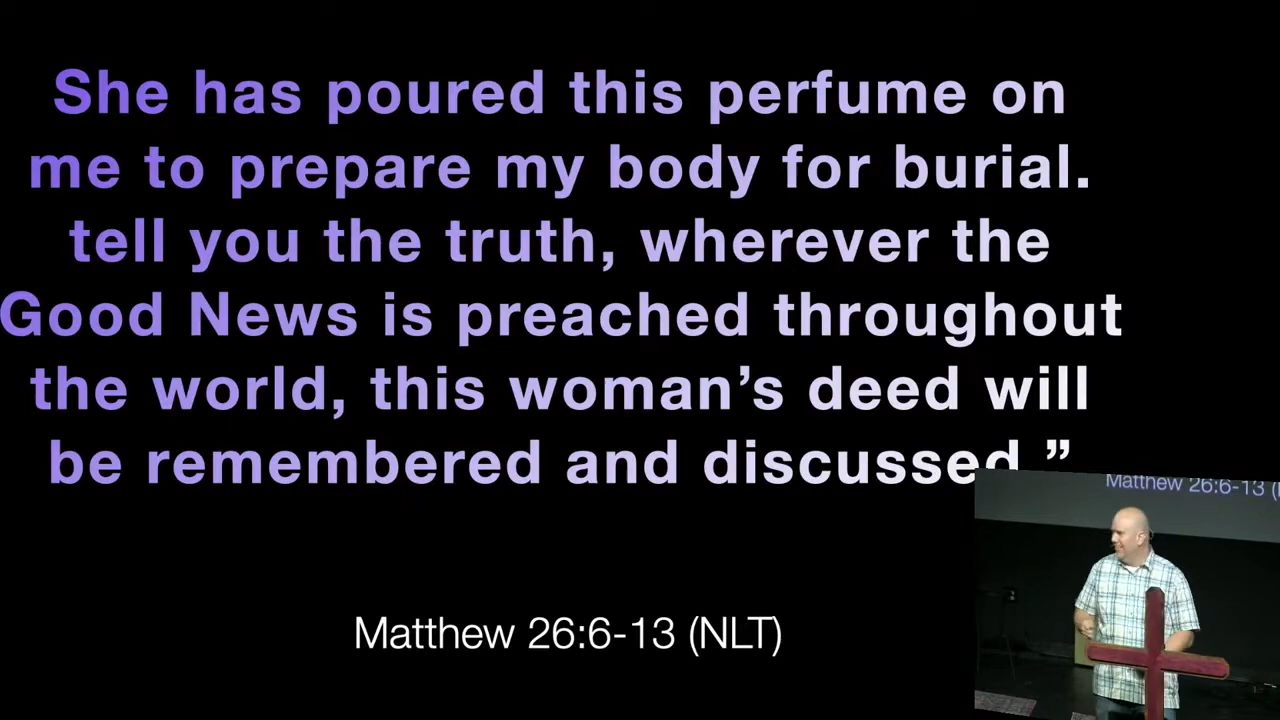 She has poured this perfume on
me to prepare my body for burial.
tell you the truth, wherever the
Good News is preached throughout
the world, this woman’s deed will
be remembered and discussed.”
Matthew 26:6-13 (NLT)
Matthew 26:6-13 (